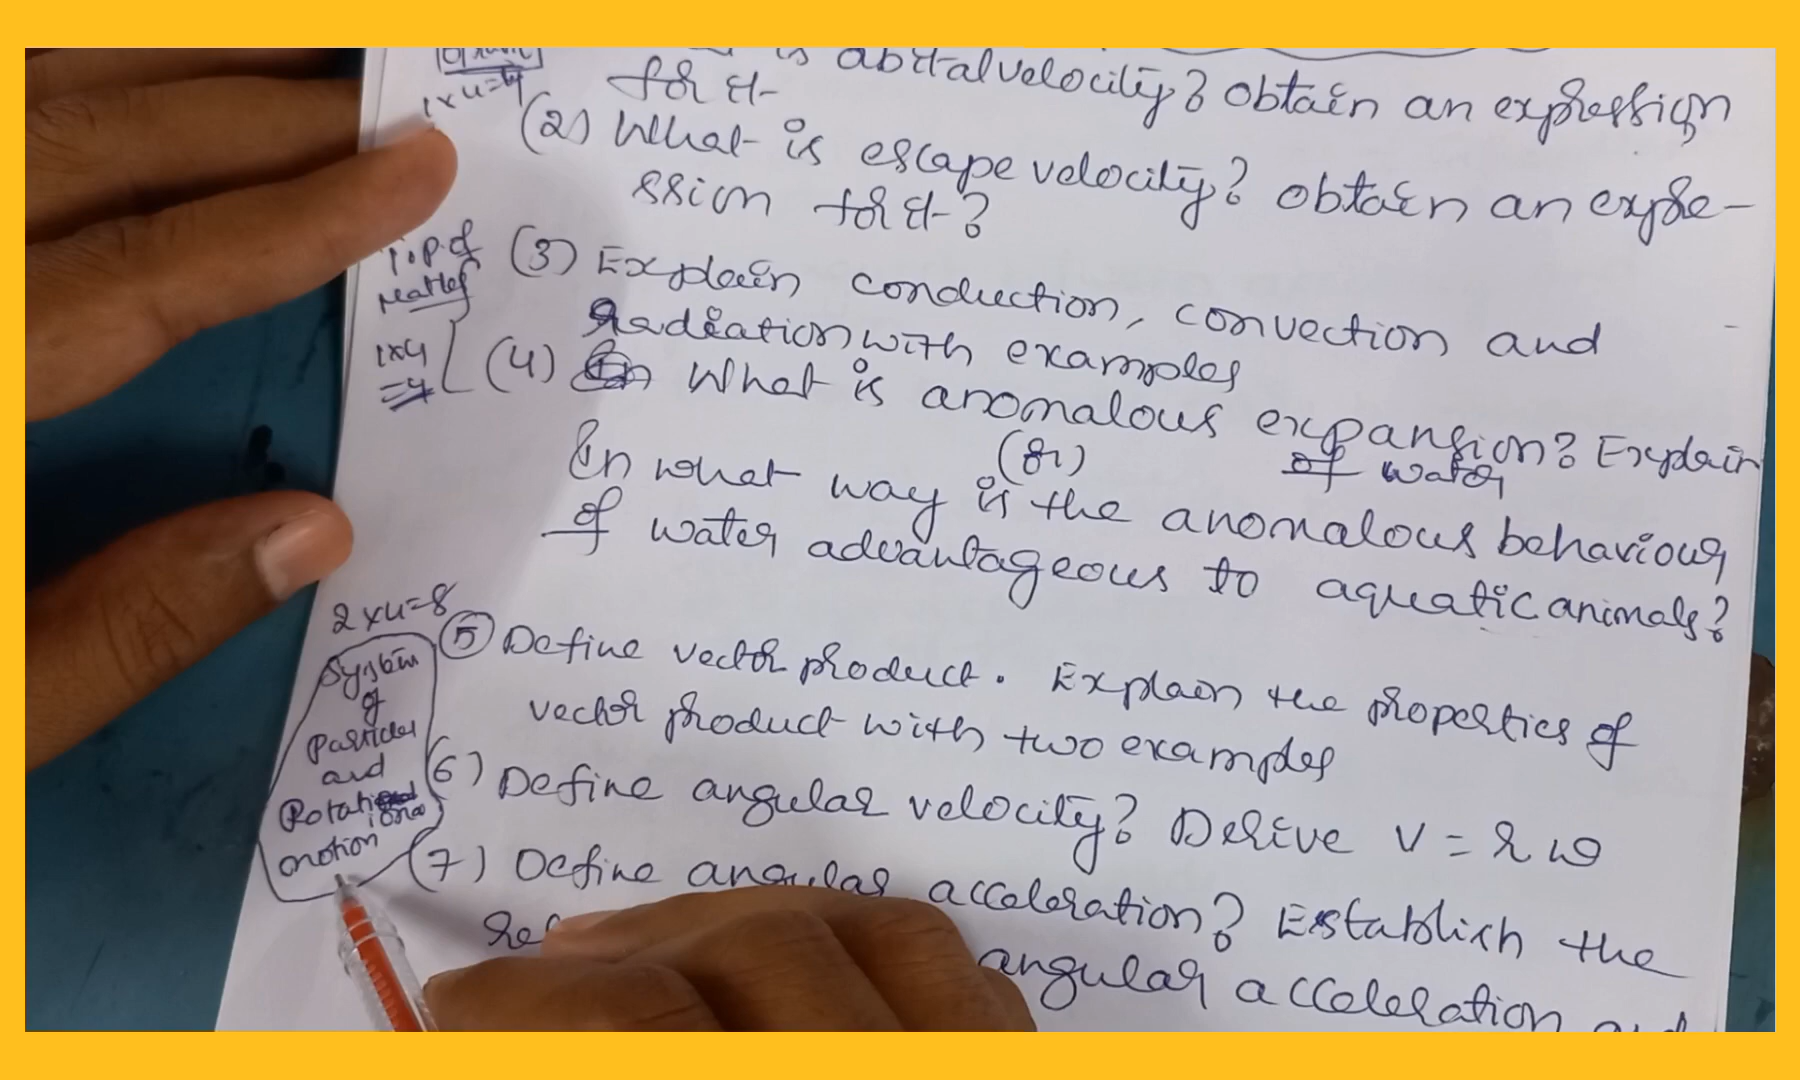 is abital velocity? obtain an expression
for it-
1x4=4
(2) What is escape velocity? obtain an expre-
ssion for it-?
T.P. of
Matter
(3) Explain conduction, convection and
Radiation with examples
1x4
=4
(4) What is anomalous expansion? Explain
(or) of water
In what way is the anomalous behaviour
of water advantageous to aquatic animals?
2x4=8
System
of
particles
and
Rotational
motion
(5) Define vector product. Explain the properties of
vector product with two examples
(6) Define angular velocity? Derive V = r ω
(7) Define angular acceleration? Establish the
angular acceleration